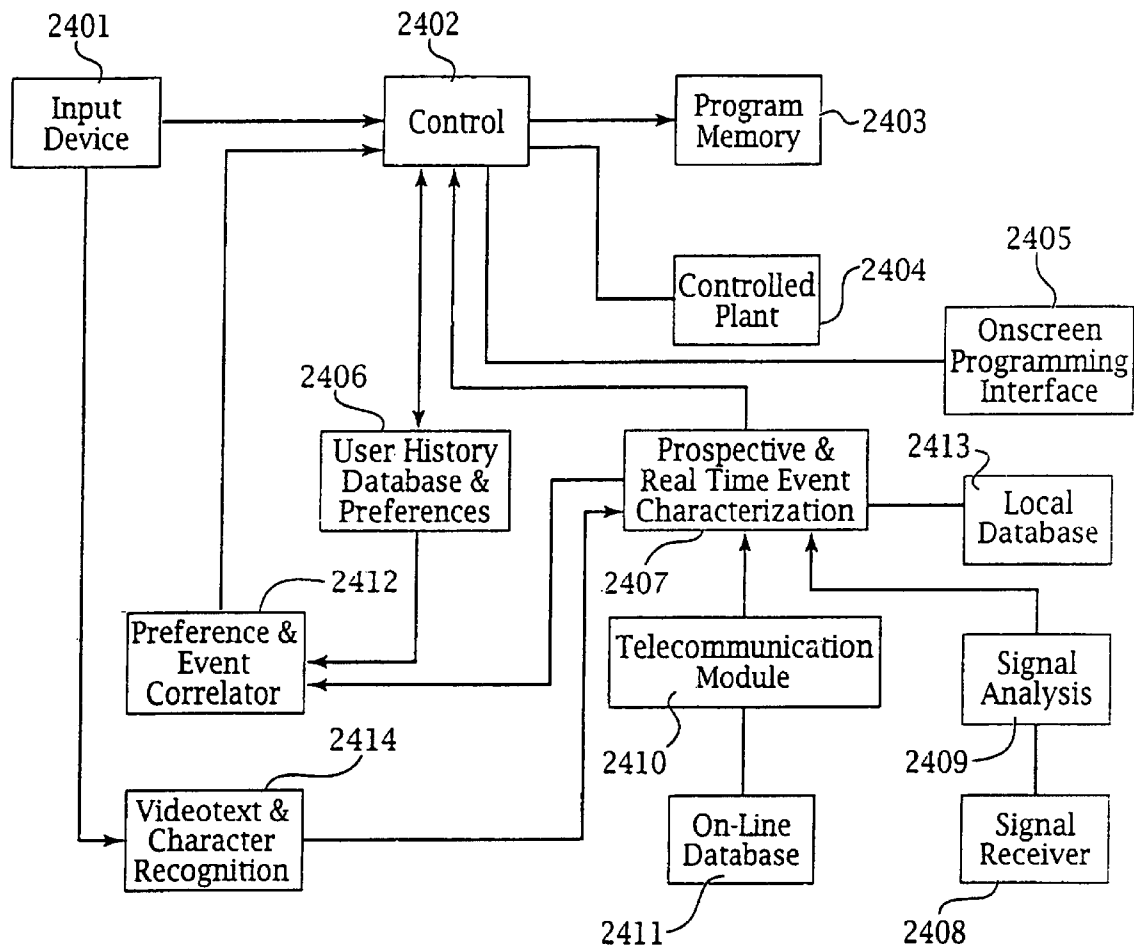 2401
2402
Input
Device
Control
Program
Memory
2403
2404
Controlled
Plant
2405
Onscreen
Programming
Interface
2406
User History
Database &
Preferences
Prospective &
Real Time Event
Characterization
2413
Local
Database
2407
2412
Preference &
Event
Correlator
Telecommunication
Module
Signal
Analysis
2414
2410
2409
Videotext &
Character
Recognition
On-Line
Database
Signal
Receiver
2411
2408